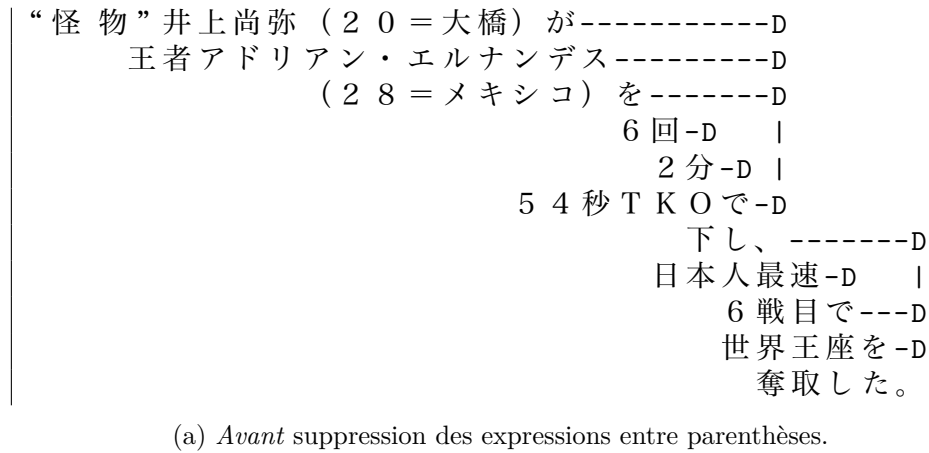 “怪物”井上尚弥（２０＝大橋）が-----------D
王者アドリアン・エルナンデス---------D
（２８＝メキシコ）を-------D
６回-D   |
２分-D |
５４秒ＴＫＯで-D
下し、-------D
日本人最速-D   |
６戦目で---D
世界王座を-D
奪取した。
(a) Avant suppression des expressions entre parenthèses.